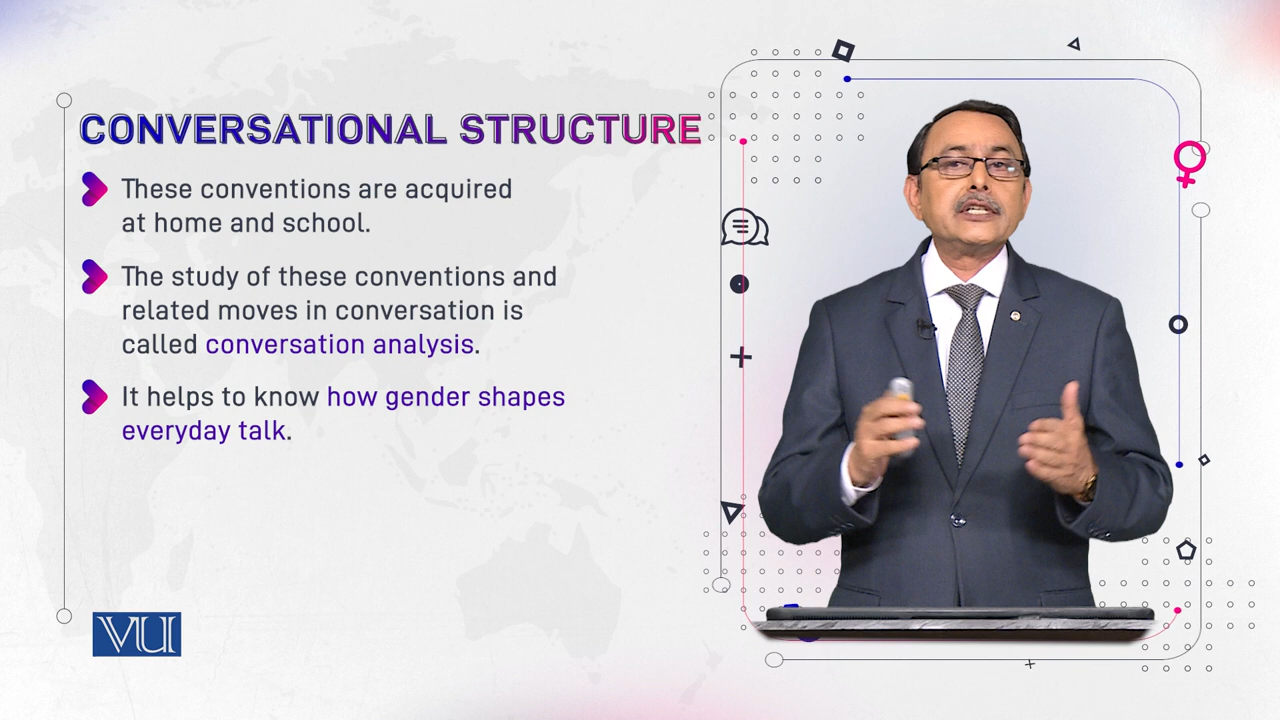 CONVERSATIONAL STRUCTURE
These conventions are acquired
at home and school.
The study of these conventions and
related moves in conversation is
called conversation analysis.
It helps to know how gender shapes
everyday talk.
VU